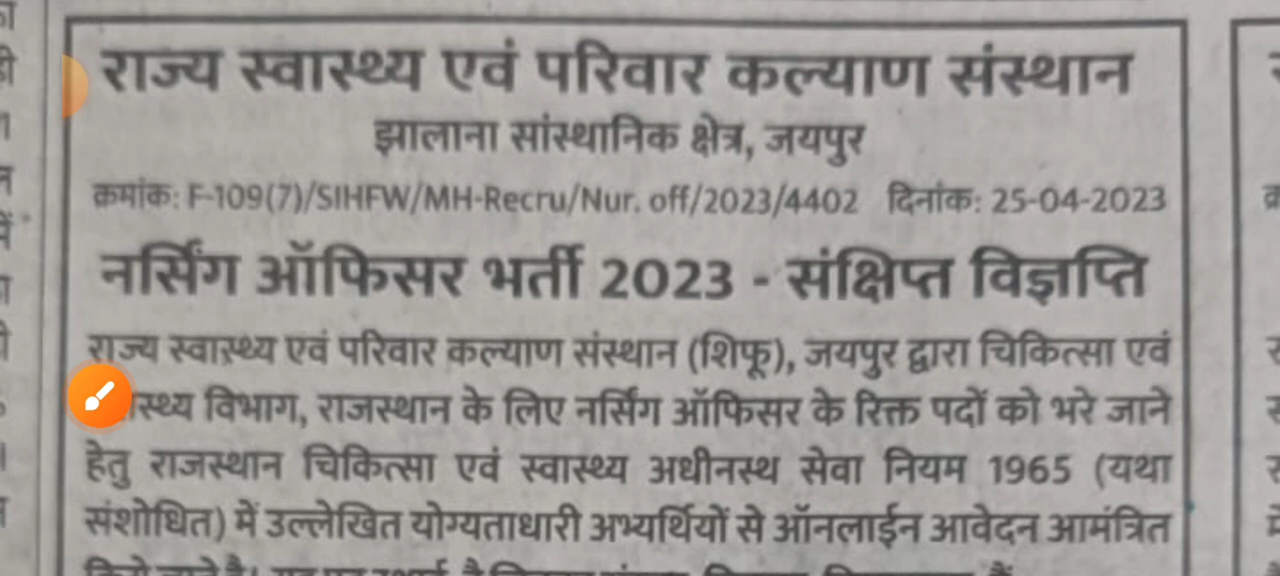 राज्य स्वास्थ्य एवं परिवार कल्याण संस्थान
झालाना सांस्थानिक क्षेत्र, जयपुर
क्रमांक: F-109(7)/SIHFW/MH-Recru/Nur. off/2023/4402 दिनांक: 25-04-2023
नर्सिंग ऑफिसर भर्ती 2023 - संक्षिप्त विज्ञप्ति
राज्य स्वास्थ्य एवं परिवार कल्याण संस्थान (शिफू), जयपुर द्वारा चिकित्सा एवं
विभाग, राजस्थान के लिए नर्सिंग ऑफिसर के रिक्त पदों को भरे जाने
हेतु राजस्थान चिकित्सा एवं स्वास्थ्य अधीनस्थ सेवा नियम 1965 (यथा
संशोधित) में उल्लेखित योग्यताधारी अभ्यर्थियों से ऑनलाईन आवेदन आमंत्रित